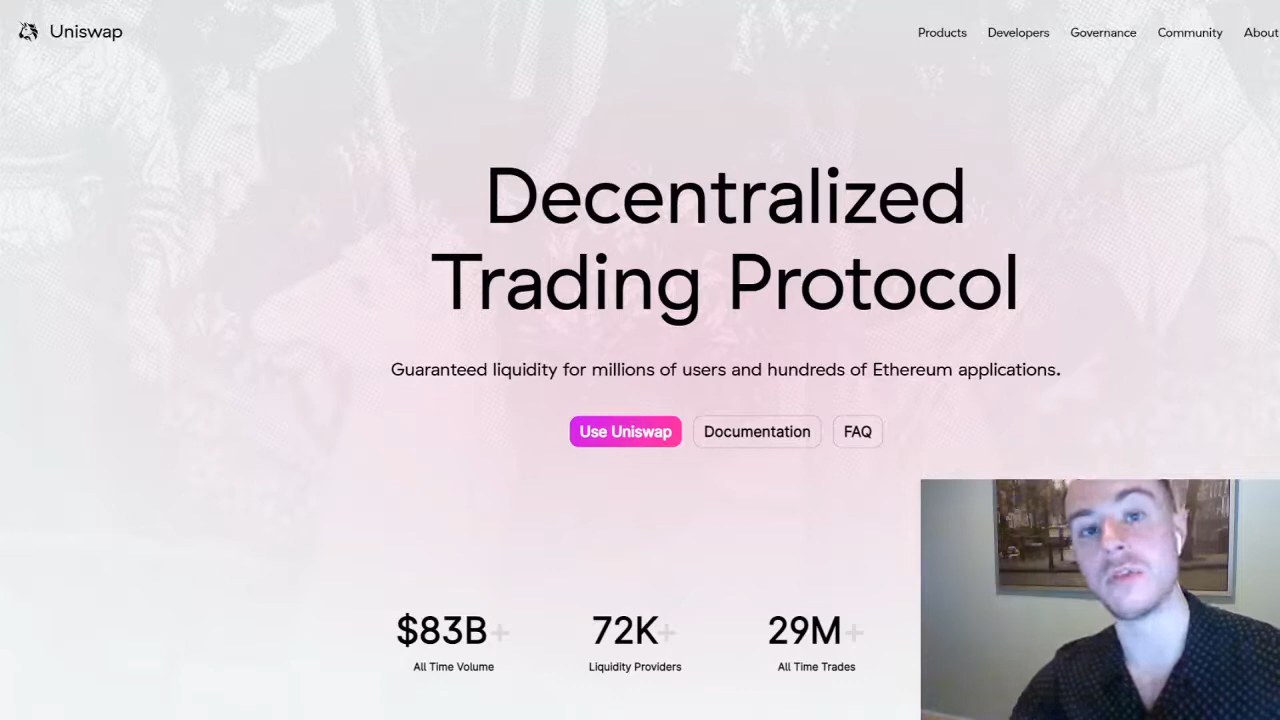 Uniswap
Products Developers Governance Community About
Decentralized
Trading Protocol
Guaranteed liquidity for millions of users and hundreds of Ethereum applications.
Use Uniswap Documentation FAQ
$83B+ 72K+ 29M+
All Time Volume Liquidity Providers All Time Trades